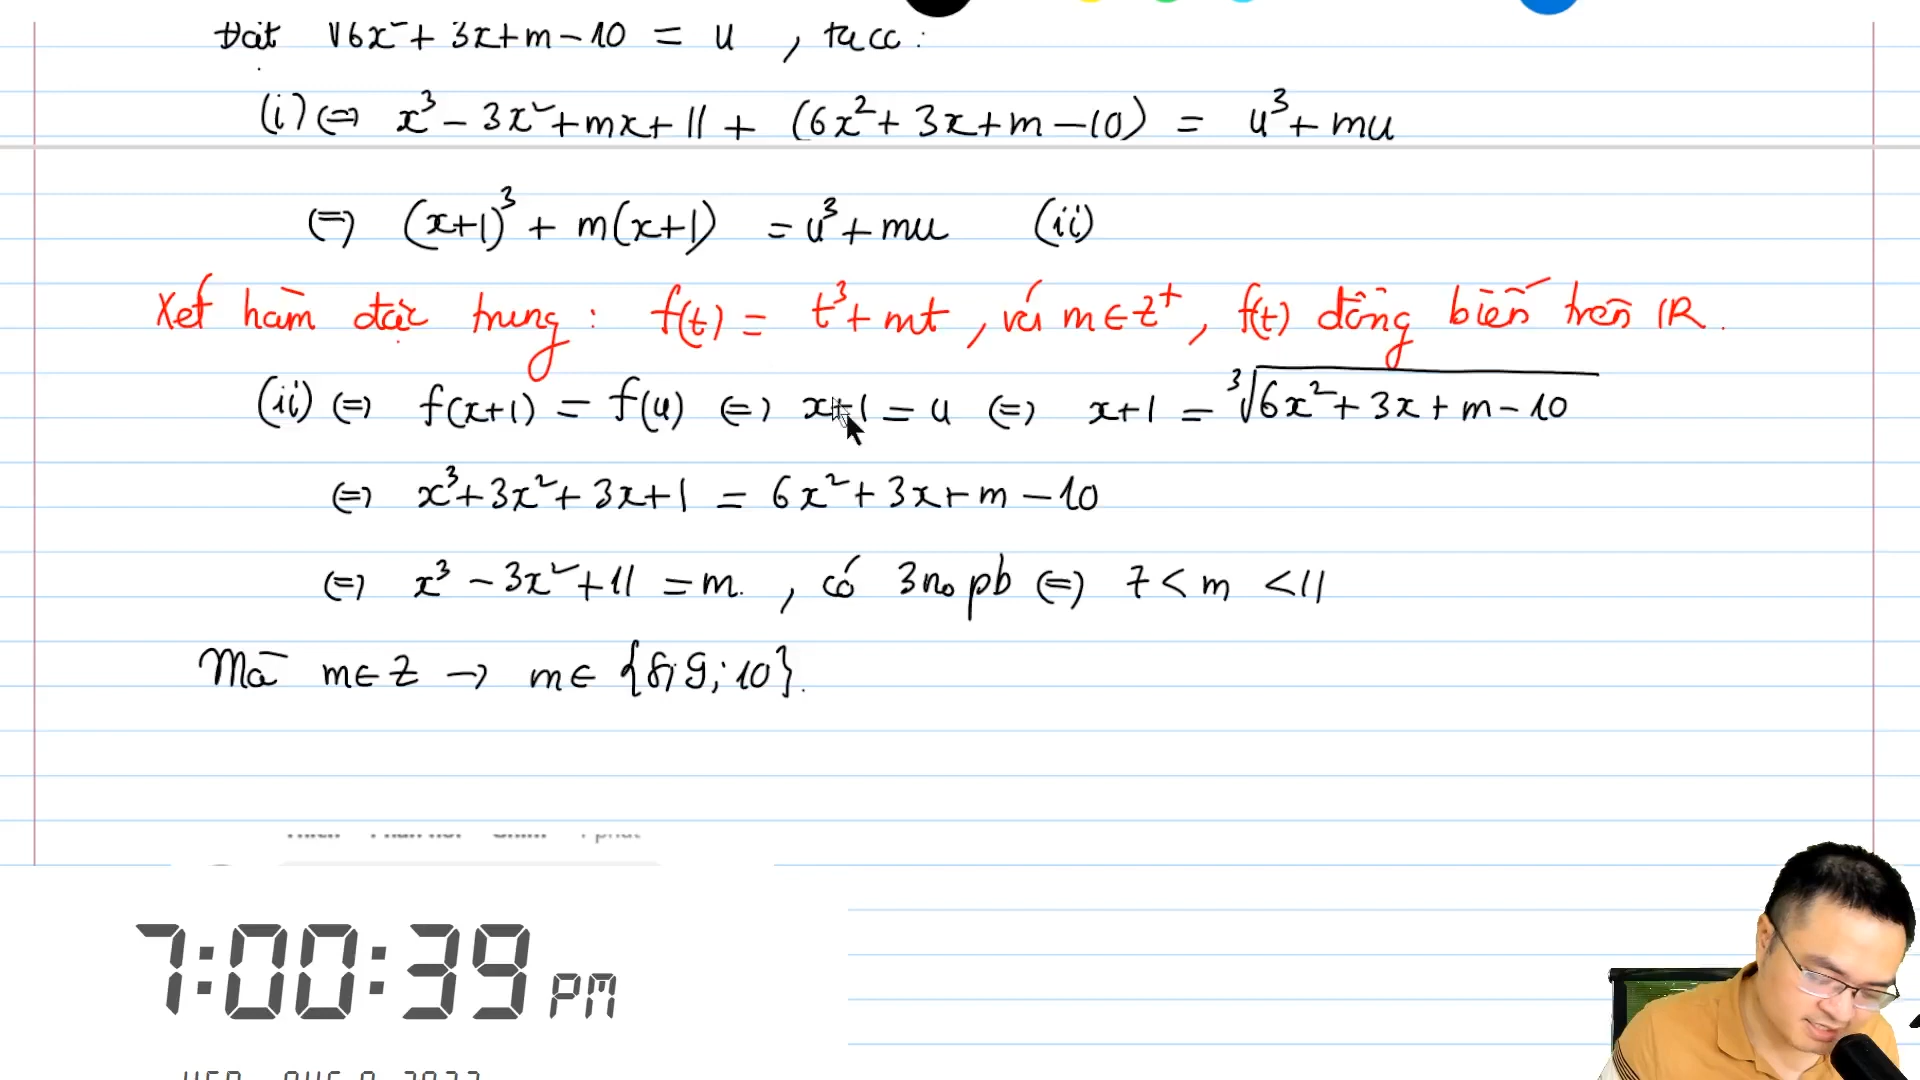 Đặt √6x²+3x+m-10 = u , ta có :
(i) ⇔ x³ - 3x² + mx + 11 + (6x² + 3x + m - 10) = u³ + mu
⇔ (x+1)³ + m(x+1) = u³ + mu (ii)
Xét hàm đặc trưng : f(t) = t³ + mt , với m ∈ Z⁺ , f(t) đồng biến trên IR .
(ii) ⇔ f(x+1) = f(u) ⇔ x+1 = u ⇔ x+1 = ³√6x² + 3x + m - 10
⇔ x³ + 3x² + 3x + 1 = 6x² + 3x + m - 10
⇔ x³ - 3x² + 11 = m. , có 3 no pb ⇔ 7 < m < 11
Mà m ∈ Z → m ∈ {8; 9; 10}.
7:00:39 PM